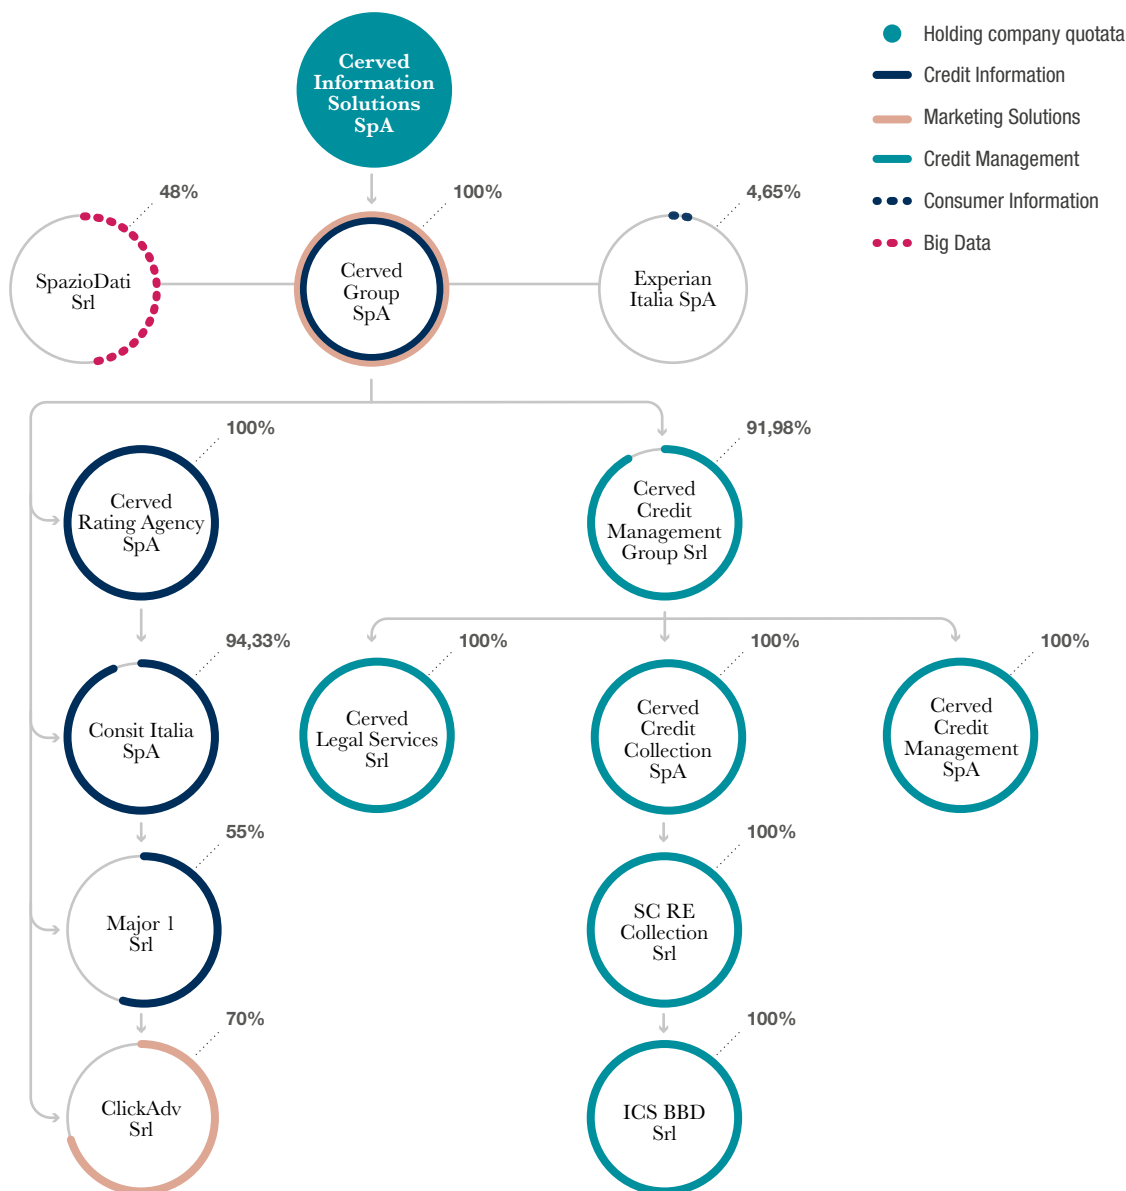 Cerved
Information
Solutions
SpA
Holding company quotata
Credit Information
Marketing Solutions
Credit Management
Consumer Information
Big Data
48%
100%
4,65%
SpazioDati
Srl
Cerved
Group
SpA
Experian
Italia SpA
100%
91,98%
Cerved
Rating Agency
SpA
Cerved
Credit
Management
Group Srl
94,33%
100%
100%
100%
Consit Italia
SpA
Cerved
Legal Services
Srl
Cerved
Credit
Collection
SpA
Cerved
Credit
Management
SpA
55%
100%
Major 1
Srl
SC RE
Collection
Srl
70%
100%
ClickAdv
Srl
ICS BBD
Srl